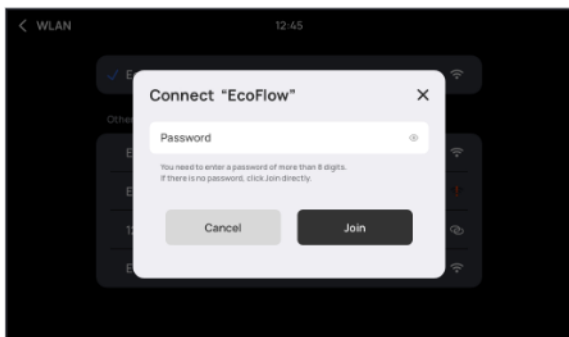 WLAN
12:45
Connect “EcoFlow”
Other
Password
You need to enter a password of more than 8 digits.
If there is no password, click Join directly.
Cancel
Join